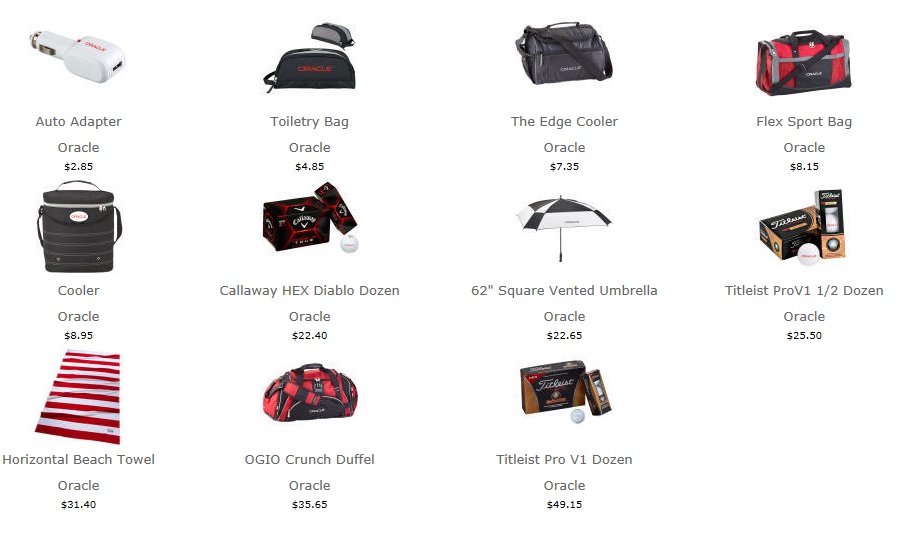 ORACLE
ORACLE
ORACLE
ORACLE
Auto Adapter
Toiletry Bag
The Edge Cooler
Flex Sport Bag
Oracle
Oracle
Oracle
Oracle
$2.85
$4.85
$7.35
$8.15
ORACLE
Callaway
TOUR
ORACLE
Titleist
ORACLE
Cooler
Callaway HEX Diablo Dozen
62" Square Vented Umbrella
Titleist ProV1 1/2 Dozen
Oracle
Oracle
Oracle
Oracle
$8.95
$22.40
$22.65
$25.50
ORACLE
Titleist
Horizontal Beach Towel
OGIO Crunch Duffel
Titleist Pro V1 Dozen
Oracle
Oracle
Oracle
$31.40
$35.65
$49.15